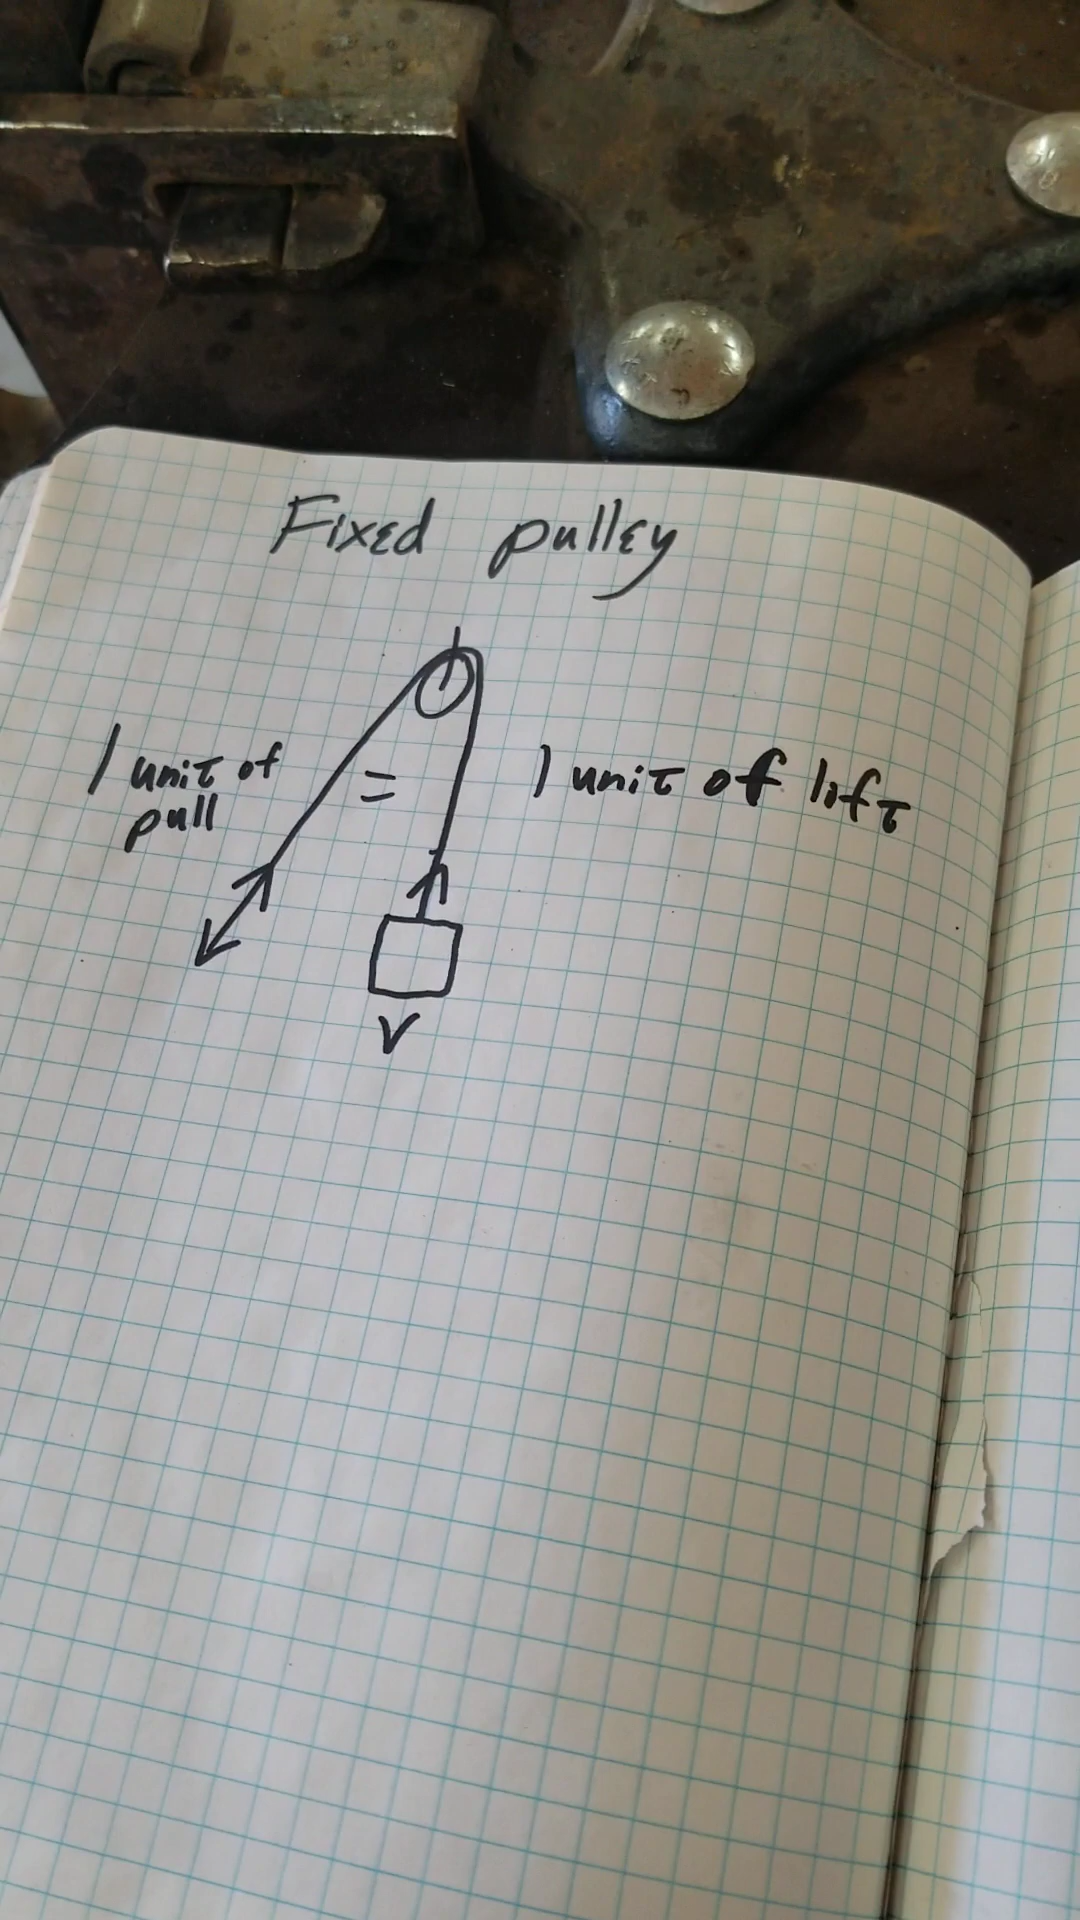 Fixed pulley
1 unit of
pull
=
1 unit of lift